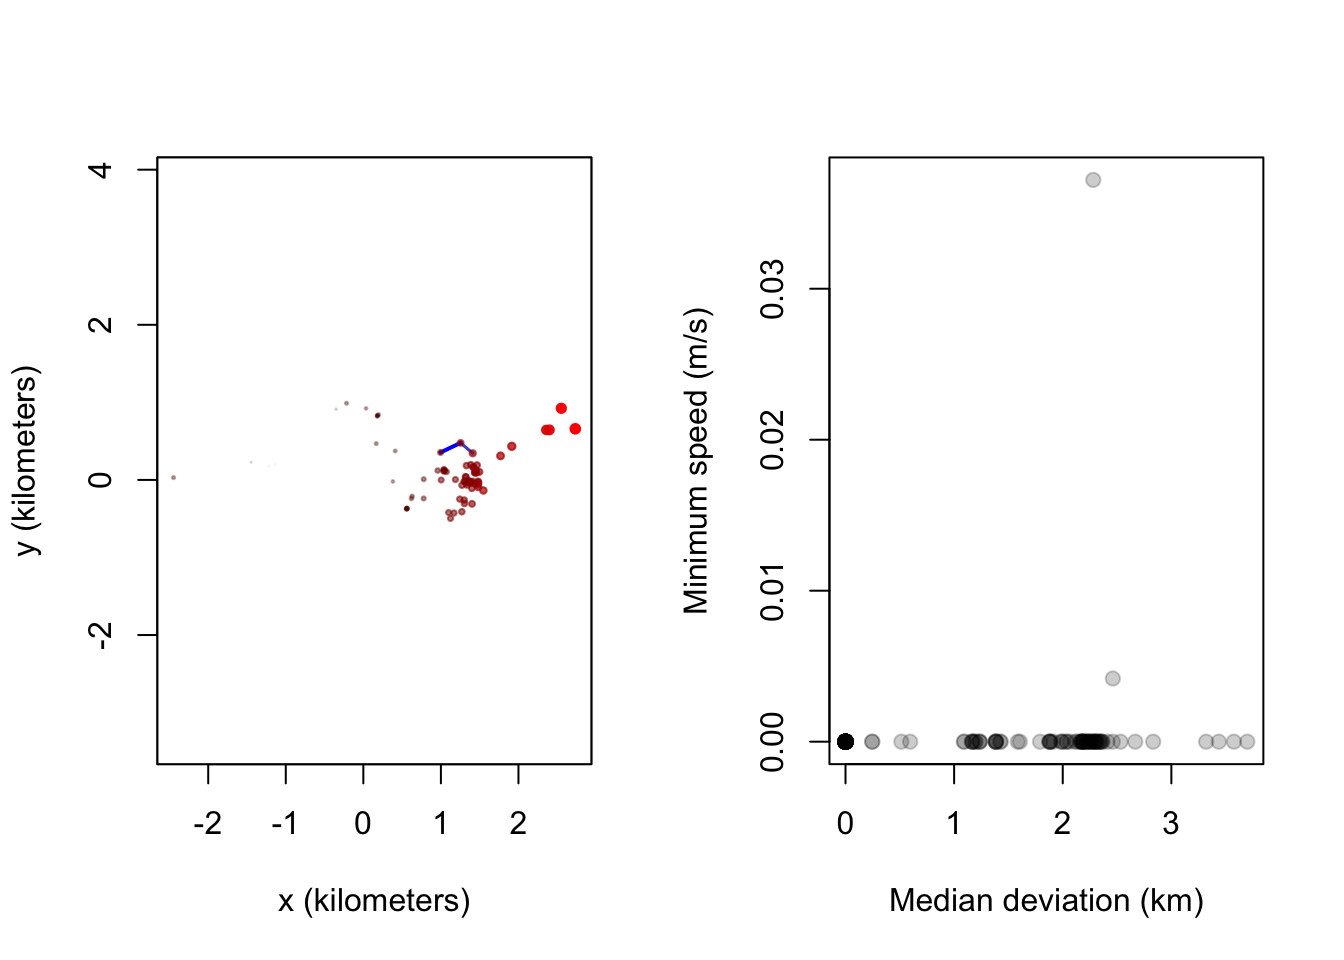 4
2
0
-2
y (kilometers)
-2 -1 0 1 2
x (kilometers)
0.03
0.02
0.01
0.00
Minimum speed (m/s)
0 1 2 3
Median deviation (km)